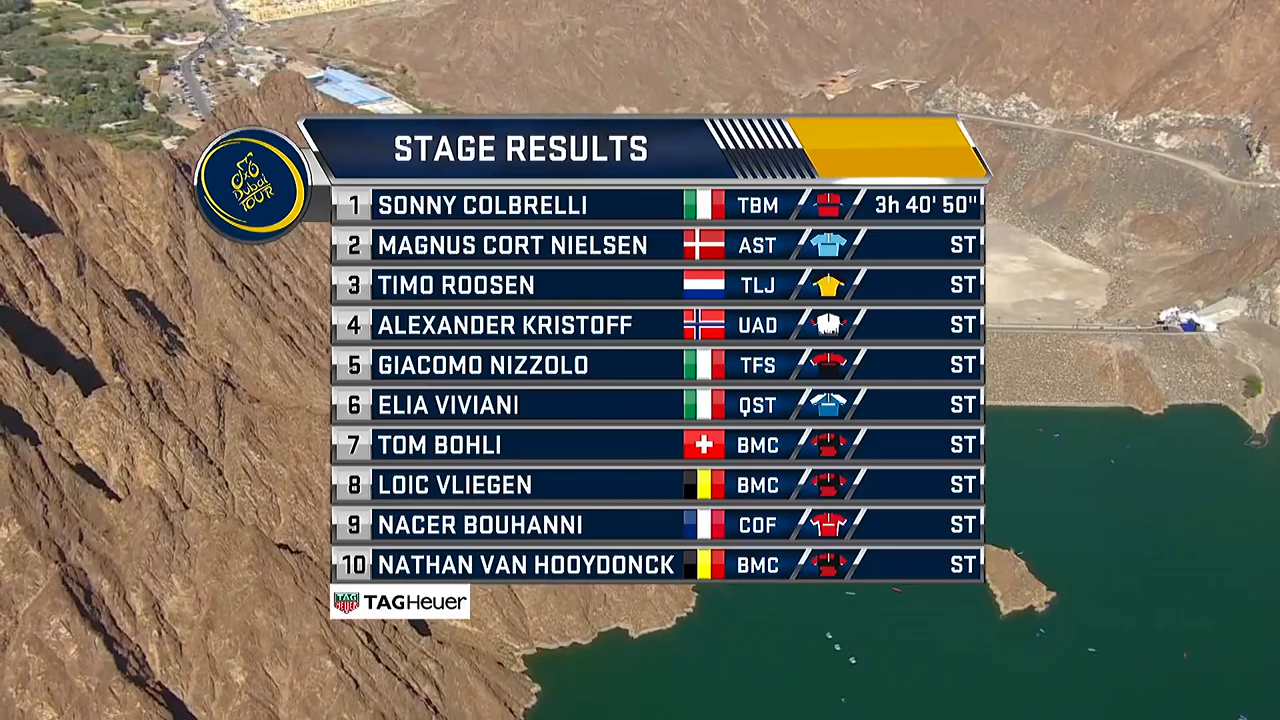 STAGE RESULTS
Dubai
TOUR
1 SONNY COLBRELLI TBM 3h 40' 50"
2 MAGNUS CORT NIELSEN AST ST
3 TIMO ROOSEN TLJ ST
4 ALEXANDER KRISTOFF UAD ST
5 GIACOMO NIZZOLO TFS ST
6 ELIA VIVIANI QST ST
7 TOM BOHLI BMC ST
8 LOIC VLIEGEN BMC ST
9 NACER BOUHANNI COF ST
10 NATHAN VAN HOOYDONCK BMC ST
TAG HEUER TAGHeuer